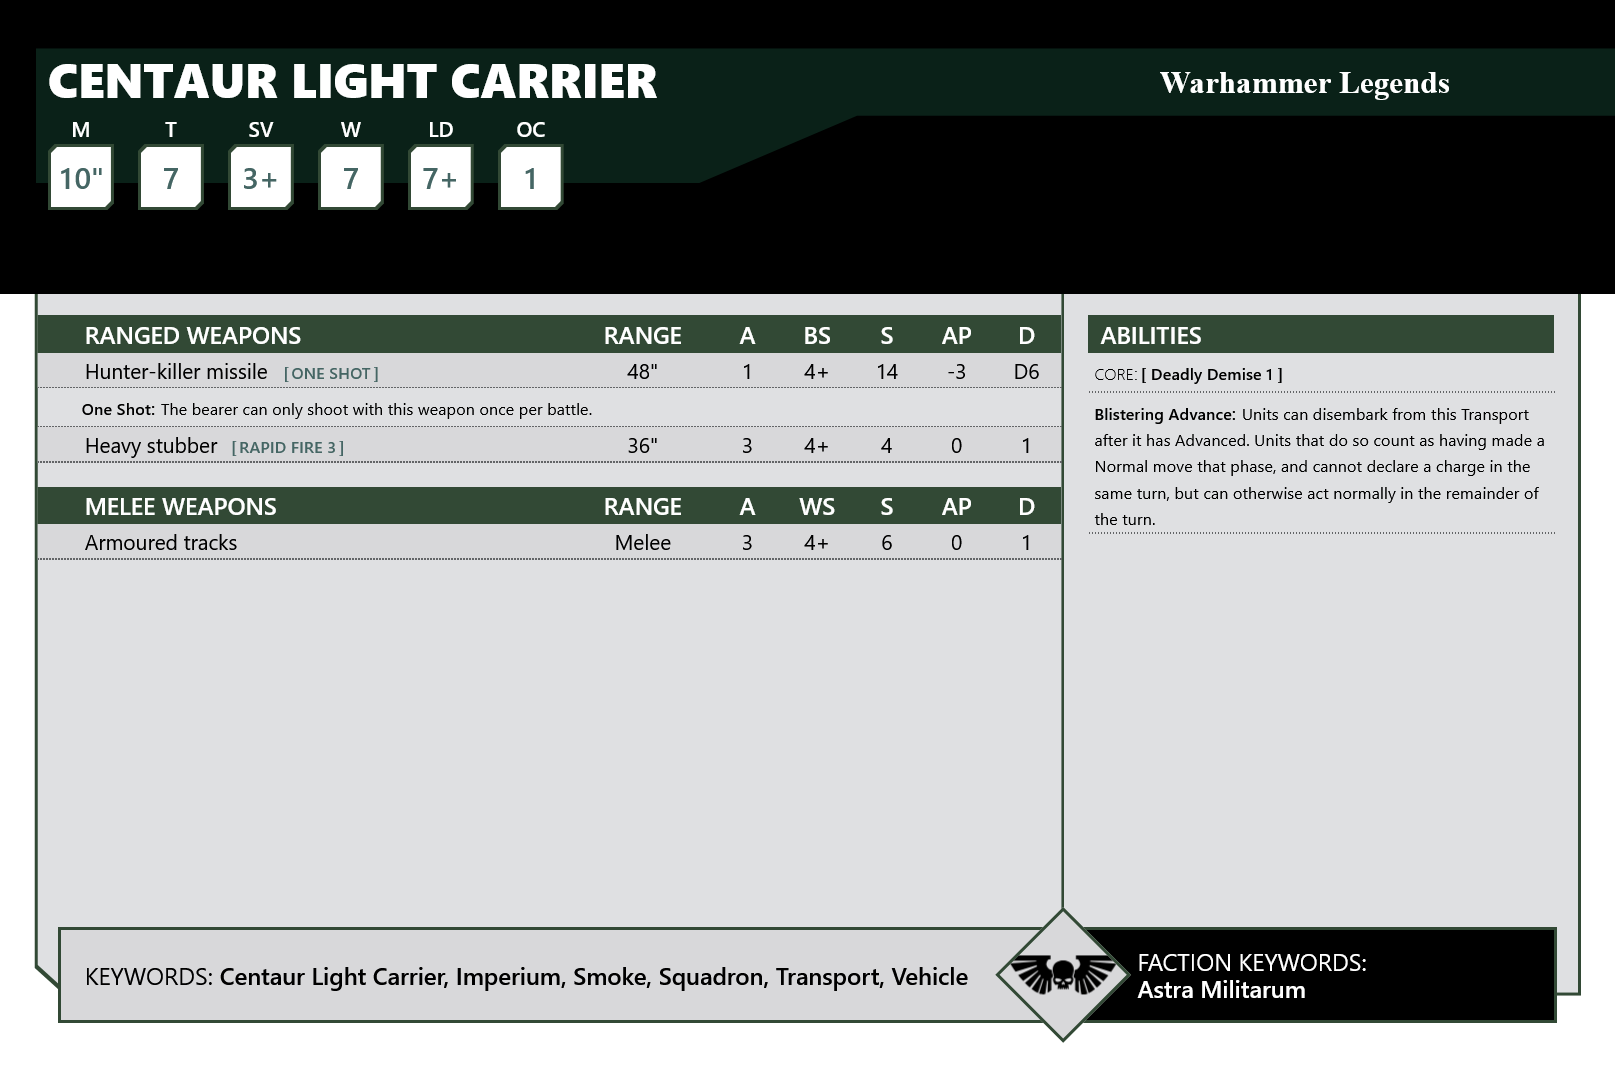 CENTAUR LIGHT CARRIER
Warhammer Legends
M T SV W LD OC
10" 7 3+ 7 7+ 1
RANGED WEAPONS RANGE A BS S AP D
Hunter-killer missile [ ONE SHOT ] 48" 1 4+ 14 -3 D6
One Shot: The bearer can only shoot with this weapon once per battle.
Heavy stubber [ RAPID FIRE 3 ] 36" 3 4+ 4 0 1
MELEE WEAPONS RANGE A WS S AP D
Armoured tracks Melee 3 4+ 6 0 1
ABILITIES
CORE: [ Deadly Demise 1 ]
Blistering Advance: Units can disembark from this Transport
after it has Advanced. Units that do so count as having made a
Normal move that phase, and cannot declare a charge in the
same turn, but can otherwise act normally in the remainder of
the turn.
KEYWORDS: Centaur Light Carrier, Imperium, Smoke, Squadron, Transport, Vehicle
FACTION KEYWORDS:
Astra Militarum